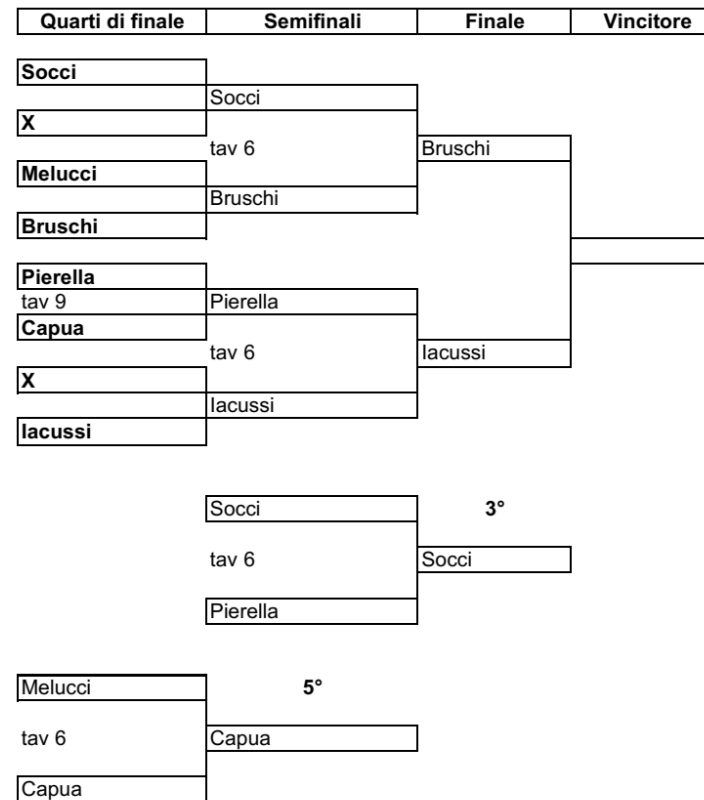 Quarti di finale Semifinali Finale Vincitore
Socci
Socci
X
tav 6 Bruschi
Melucci
Bruschi
Bruschi
Pierella
tav 9 Pierella
Capua
tav 6 Iacussi
X
Iacussi
Iacussi
Socci 3°
tav 6 Socci
Pierella
Melucci 5°
tav 6 Capua
Capua